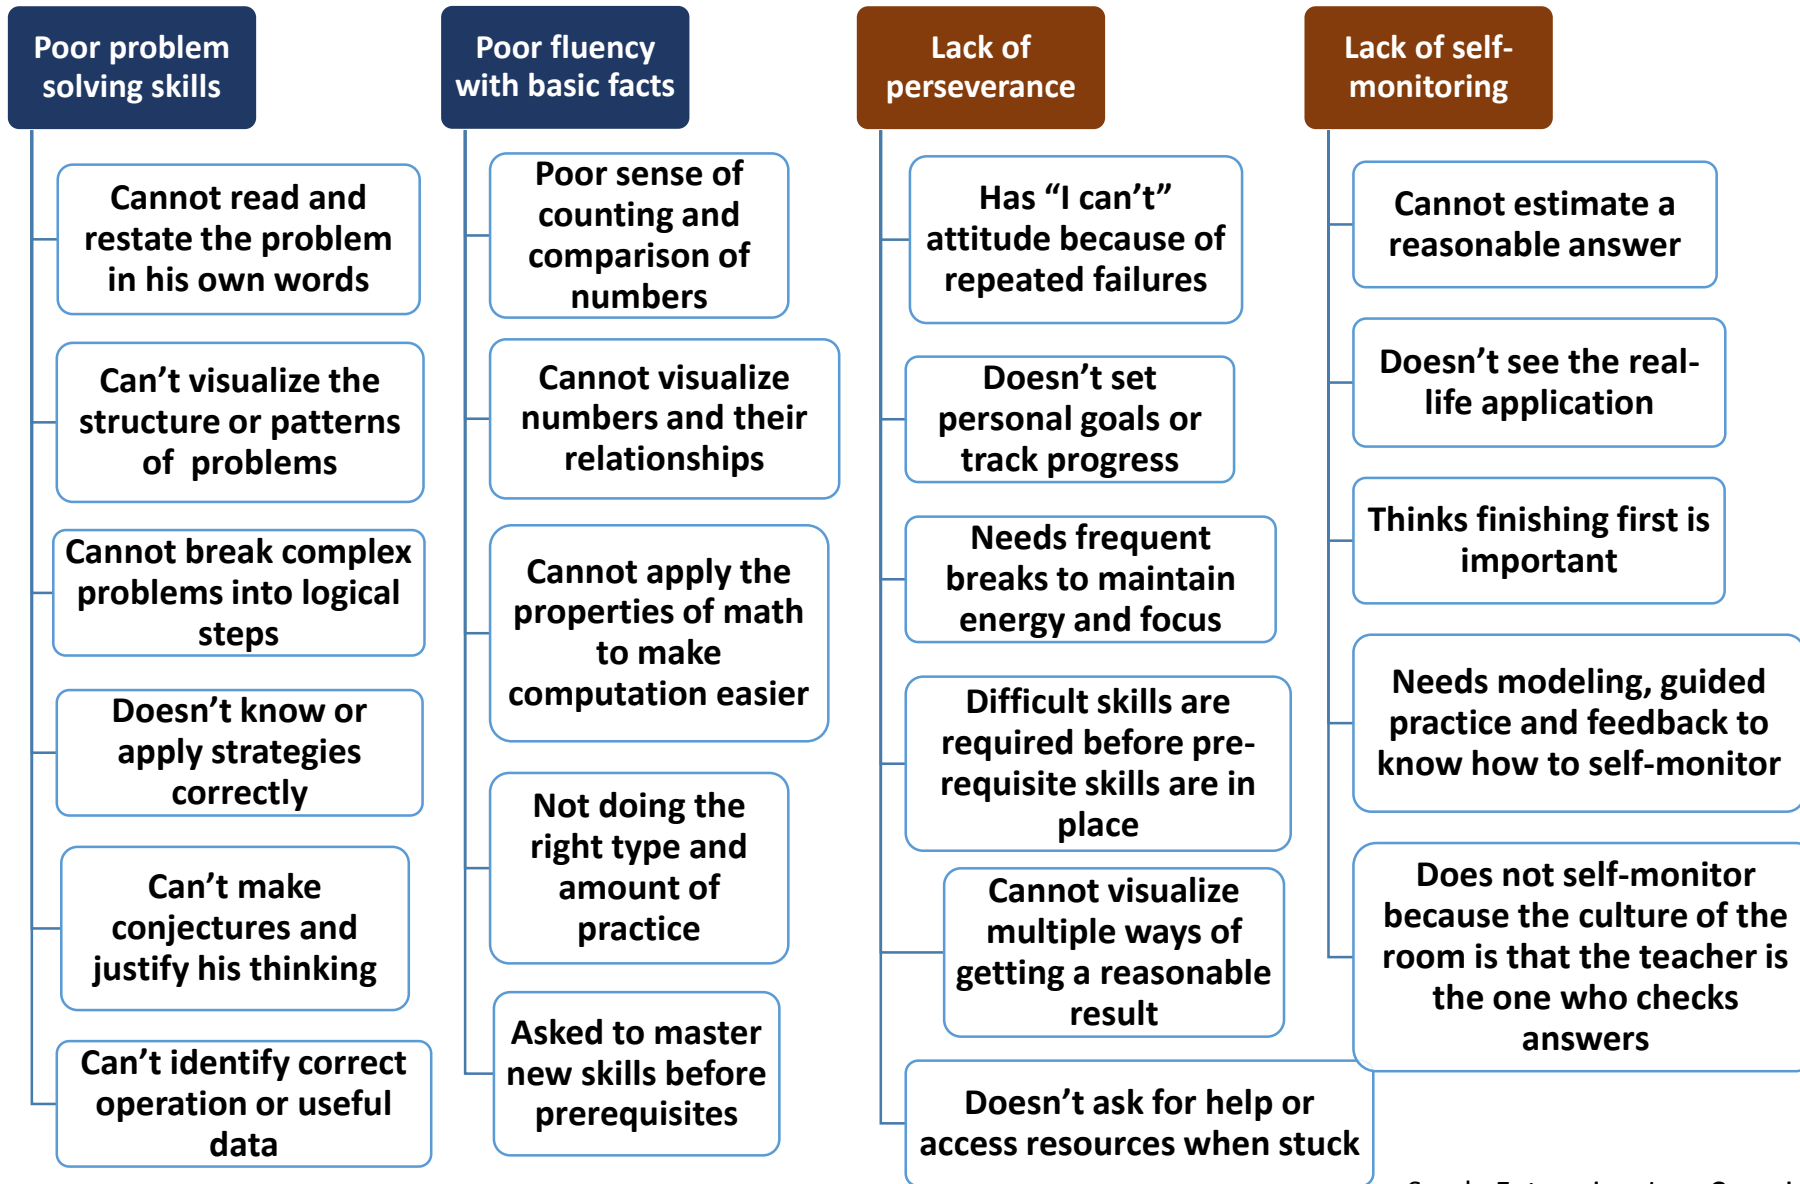 Poor problem
solving skills
Cannot read and
restate the problem
in his own words
Can’t visualize the
structure or patterns
of problems
Cannot break complex
problems into logical
steps
Doesn’t know or
apply strategies
correctly
Can’t make
conjectures and
justify his thinking
Can’t identify correct
operation or useful
data
Poor fluency
with basic facts
Poor sense of
counting and
comparison of
numbers
Cannot visualize
numbers and their
relationships
Cannot apply the
properties of math
to make
computation easier
Not doing the
right type and
amount of
practice
Asked to master
new skills before
prerequisites
Lack of
perseverance
Has “I can’t”
attitude because of
repeated failures
Doesn’t set
personal goals or
track progress
Needs frequent
breaks to maintain
energy and focus
Difficult skills are
required before pre-
requisite skills are in
place
Cannot visualize
multiple ways of
getting a reasonable
result
Doesn’t ask for help or
access resources when stuck
Lack of self-
monitoring
Cannot estimate a
reasonable answer
Doesn’t see the real-
life application
Thinks finishing first is
important
Needs modeling, guided
practice and feedback to
know how to self-monitor
Does not self-monitor
because the culture of the
room is that the teacher is
the one who checks
answers